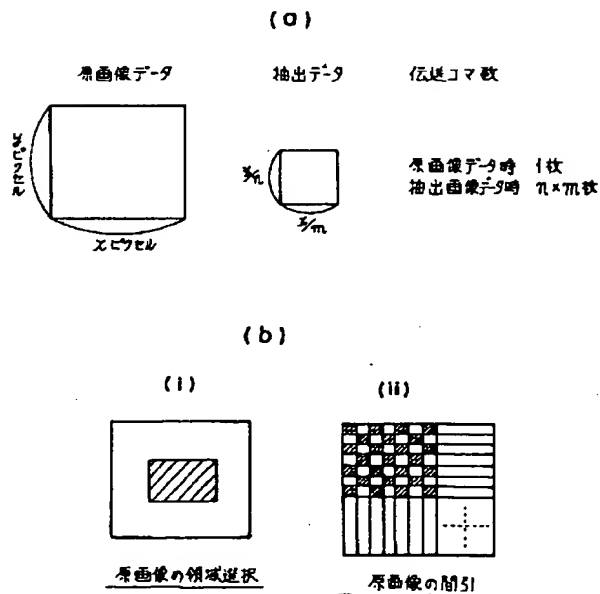 (a)
原画像データ 抽出データ 伝送コマ数
yピクセル
xピクセル
y/n
x/m
原画像データ時 1枚
抽出画像データ時 n×m枚
(b)
(i) (ii)
原画像の領域選択 原画像の間引